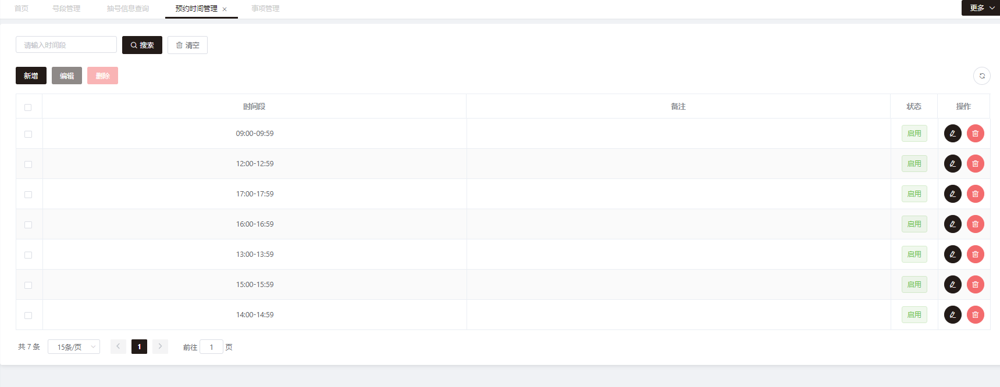 首页 号段管理 抽号信息查询 预约时间管理 × 事项管理 更多
请输入时间段 搜索 清空
新增 编辑 删除
时间段 备注 状态 操作
09:00-09:59 启用
12:00-12:59 启用
17:00-17:59 启用
16:00-16:59 启用
13:00-13:59 启用
15:00-15:59 启用
14:00-14:59 启用
共 7 条 15条/页 1 前往 1 页